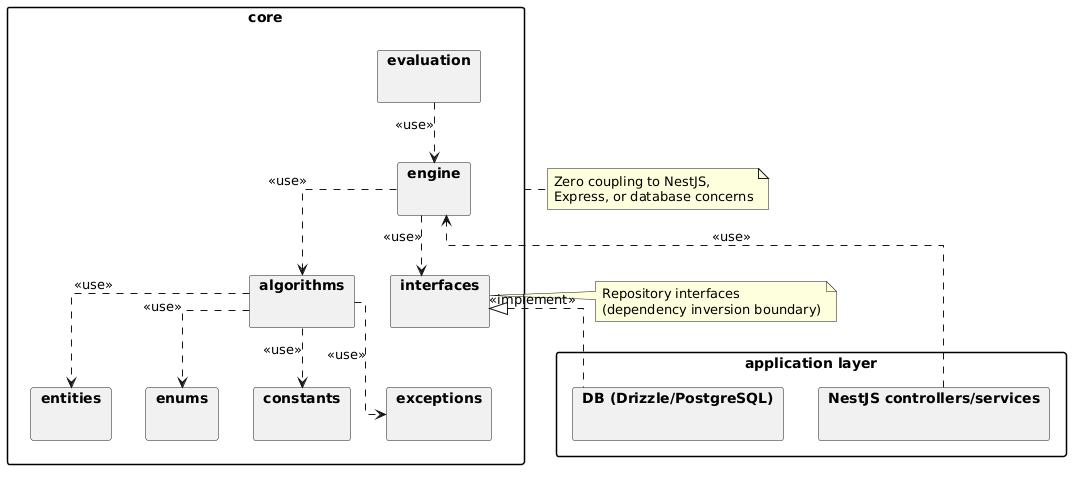 core
evaluation
«use»
engine
«use»
Zero coupling to NestJS,
Express, or database concerns
«use»
«use»
algorithms
interfaces
«use»
«use»
«implement»
Repository interfaces
(dependency inversion boundary)
«use»
«use»
application layer
entities
enums
constants
exceptions
DB (Drizzle/PostgreSQL)
NestJS controllers/services